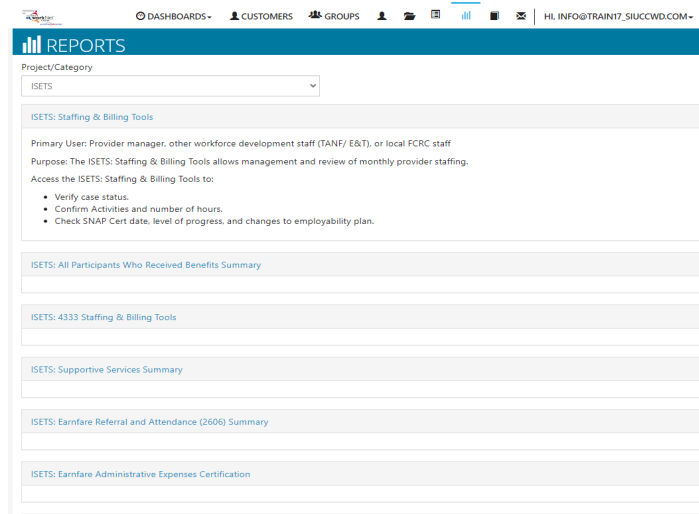 DASHBOARDS CUSTOMERS GROUPS HI, INFO@TRAIN17_SIUCCWD.COM
REPORTS
Project/Category
ISETS
ISETS: Staffing & Billing Tools
Primary User: Provider manager, other workforce development staff (TANF/ E&T), or local FCRC staff
Purpose: The ISETS: Staffing & Billing Tools allows management and review of monthly provider staffing.
Access the ISETS: Staffing & Billing Tools to:
• Verify case status.
• Confirm Activities and number of hours.
• Check SNAP Cert date, level of progress, and changes to employability plan.
ISETS: All Participants Who Received Benefits Summary
ISETS: 4333 Staffing & Billing Tools
ISETS: Supportive Services Summary
ISETS: Earnfare Referral and Attendance (2606) Summary
ISETS: Earnfare Administrative Expenses Certification